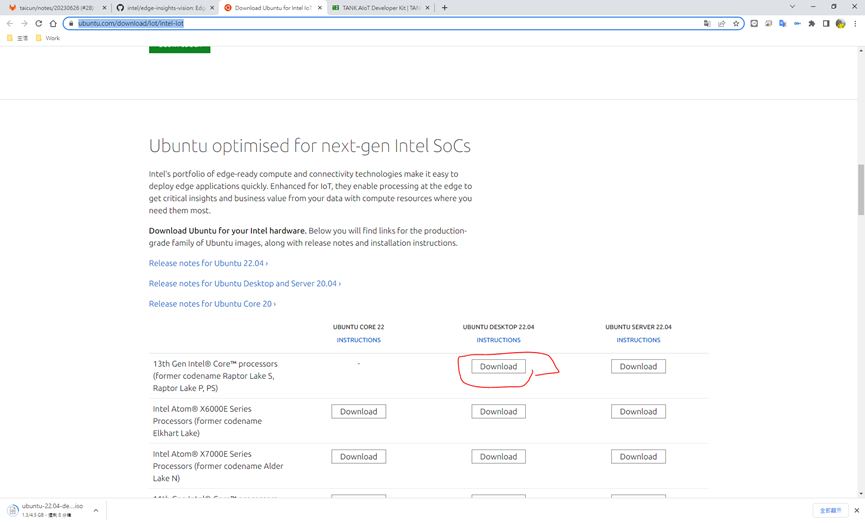 taicun/notes/20230626 (#28)
intel/edge-insights-vision: Edg
Download Ubuntu for Intel IoT
TANK AIoT Developer Kit | TAN
ubuntu.com/download/iot/intel-iot
生活
Work
Ubuntu optimised for next-gen Intel SoCs
Intel's portfolio of edge-ready compute and connectivity technologies make it easy to
deploy edge applications quickly. Enhanced for IoT, they enable processing at the edge to
get critical insights and business value from your data with compute resources where you
need them most.
Download Ubuntu for your Intel hardware. Below you will find links for the production-
grade family of Ubuntu images, along with release notes and installation instructions.
Release notes for Ubuntu 22.04 ›
Release notes for Ubuntu Desktop and Server 20.04 ›
Release notes for Ubuntu Core 20 ›
UBUNTU CORE 22 UBUNTU DESKTOP 22.04 UBUNTU SERVER 22.04
INSTRUCTIONS INSTRUCTIONS INSTRUCTIONS
13th Gen Intel® Core™ processors
(former codename Raptor Lake S,
Raptor Lake P, PS)
- Download Download
Intel Atom® X6000E Series
Processors (former codename
Elkhart Lake)
Download Download Download
Intel Atom® X7000E Series
Processors (former codename Alder
Lake N)
Download Download Download
ubuntu-22.04-de....iso
全部顯示